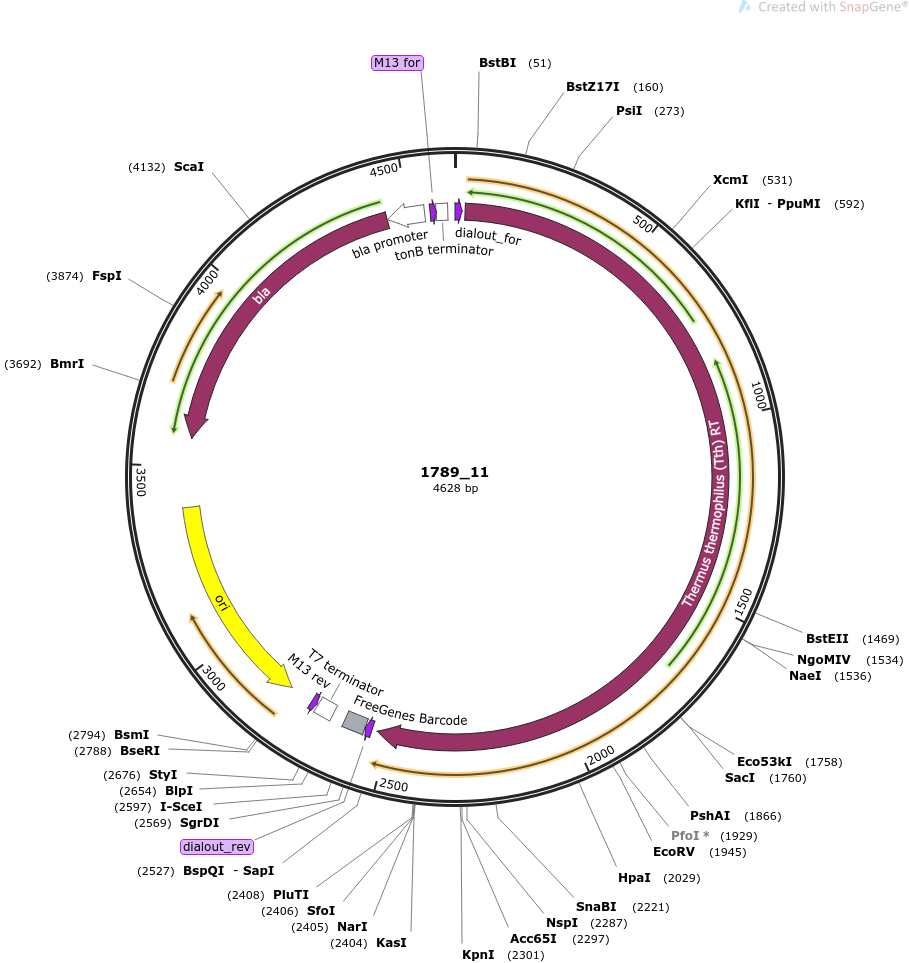 Created with SnapGene®
M13 for
BstBI (51)
BstZ17I (160)
PsiI (273)
XcmI (531)
KflI - PpuMI (592)
(4132) ScaI
(3874) FspI
(3692) BmrI
4500
500
1000
1500
2000
2500
3000
3500
4000
bla promoter
tonB terminator
dialout_for
bla
Thermus thermophilus (Tth) RT
1789_11
4628 bp
ori
M13 rev
T7 terminator
FreeGenes Barcode
BstEII (1469)
NgoMIV (1534)
NaeI (1536)
Eco53kI (1758)
SacI (1760)
PshAI (1866)
PfoI * (1929)
EcoRV (1945)
HpaI (2029)
SnaBI (2221)
NspI (2287)
Acc65I (2297)
KpnI (2301)
(2794) BsmI
(2788) BseRI
(2676) StyI
(2654) BlpI
(2597) I-SceI
(2569) SgrDI
dialout_rev
(2527) BspQI - SapI
(2408) PluTI
(2406) SfoI
(2405) NarI
(2404) KasI